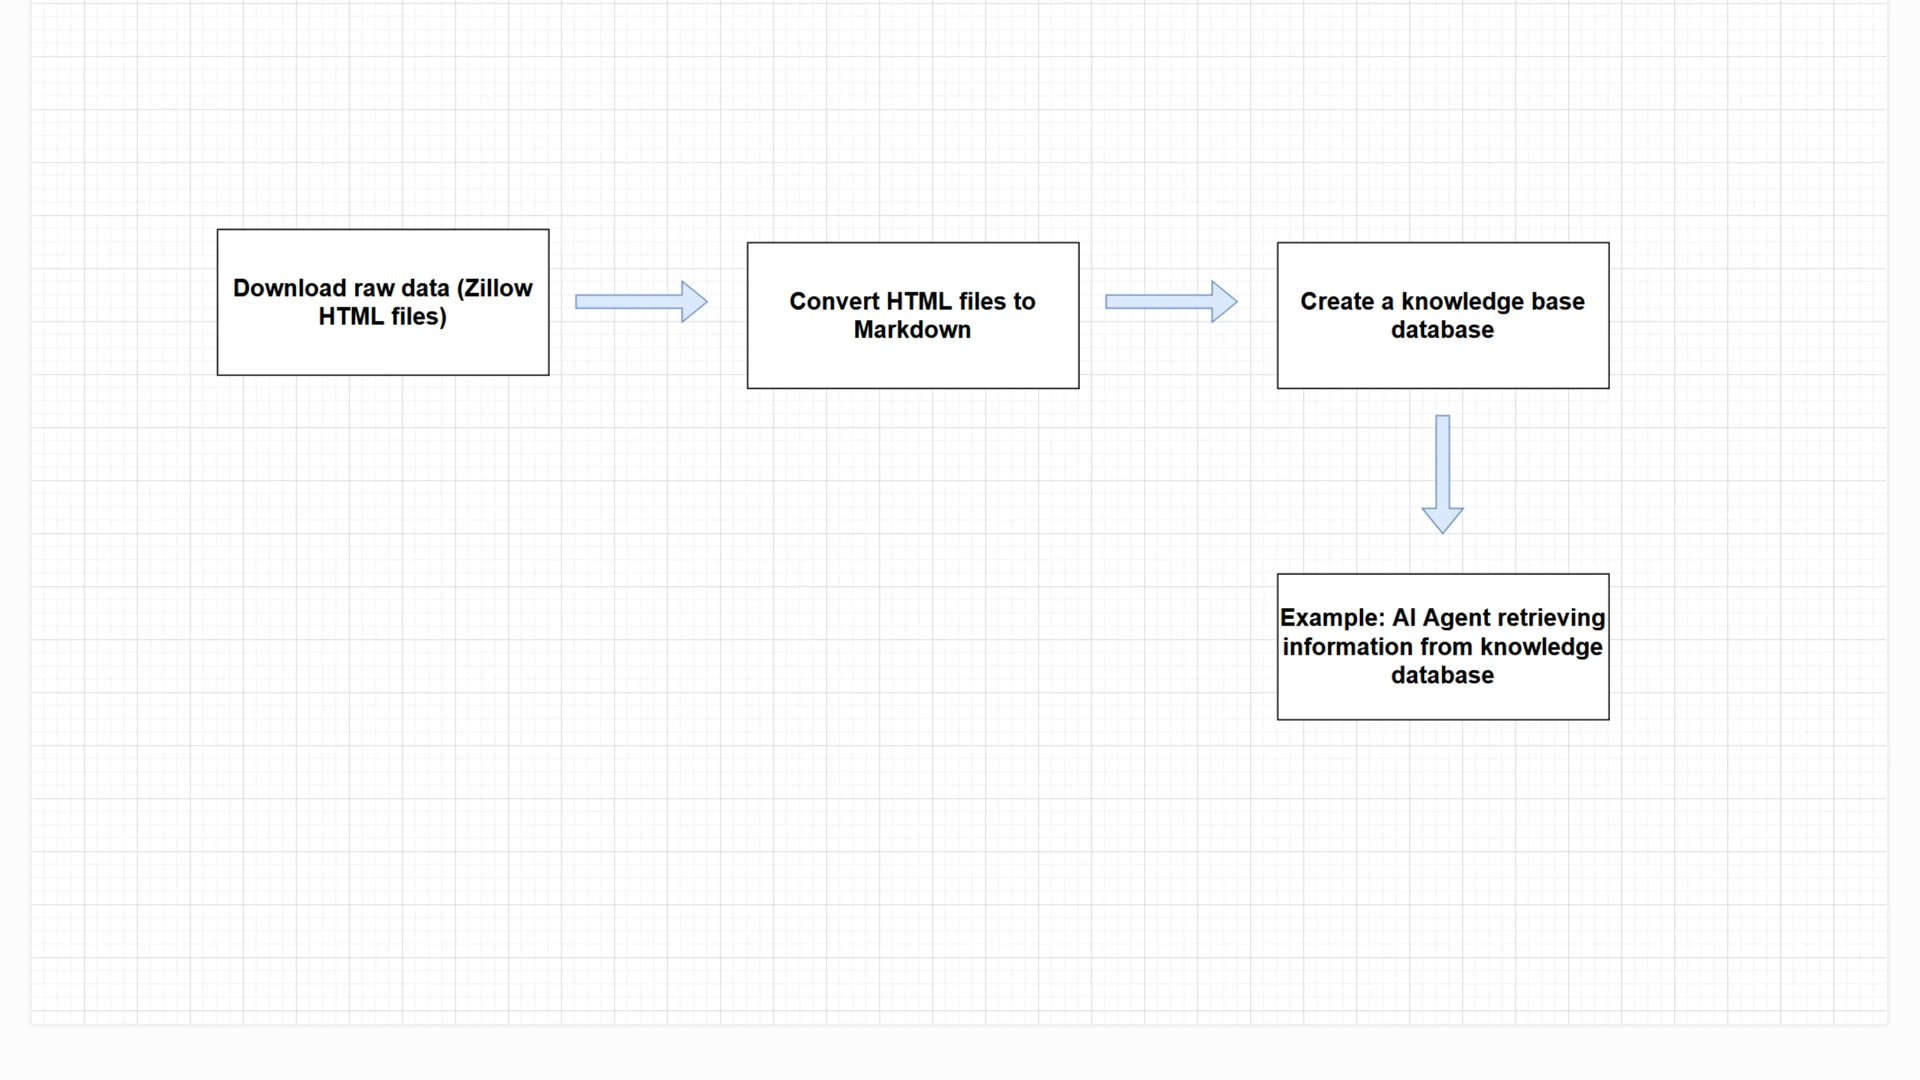 Download raw data (Zillow
HTML files)
Convert HTML files to
Markdown
Create a knowledge base
database
Example: AI Agent retrieving
information from knowledge
database